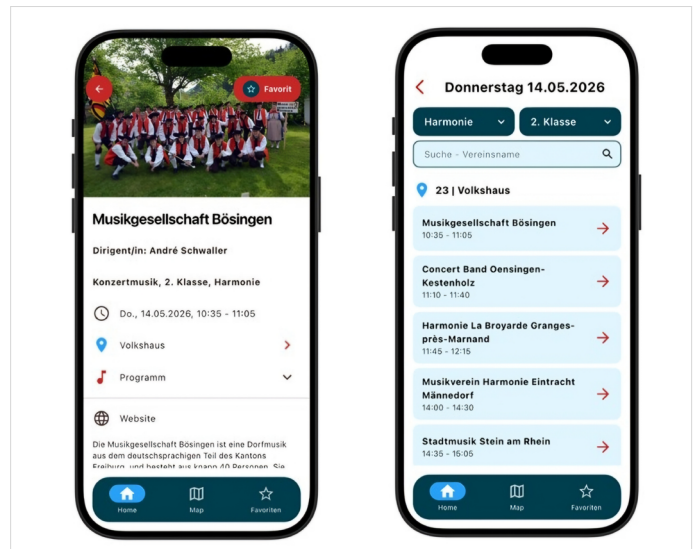 Favorit
Musikgesellschaft Bösingen
Dirigent/in: André Schwaller
Konzertmusik, 2. Klasse, Harmonie
Do., 14.05.2026, 10:35 - 11:05
Volkshaus
Programm
Website
Die Musikgesellschaft Bösingen ist eine Dorfmusik
aus dem deutschsprachigen Teil des Kantons
Freiburg, und besteht aus knapp 40 Personen. Sie
Home
Map
Favoriten
Donnerstag 14.05.2026
Harmonie
2. Klasse
Suche - Vereinsname
23 | Volkshaus
Musikgesellschaft Bösingen
10:35 - 11:05
Concert Band Oensingen-
Kestenholz
11:10 - 11:40
Harmonie La Broyarde Granges-
près-Marnand
11:45 - 12:15
Musikverein Harmonie Eintracht
Männedorf
14:00 - 14:30
Stadtmusik Stein am Rhein
14:35 - 15:05
Home
Map
Favoriten